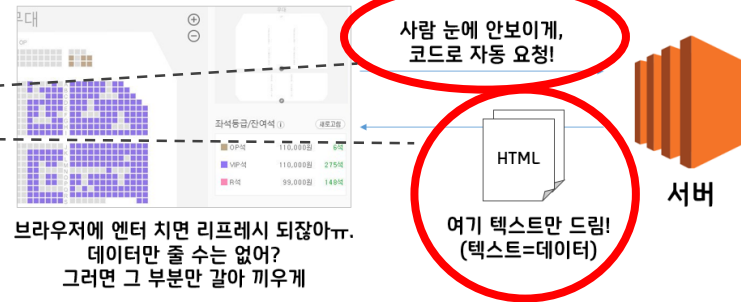 무대
OP
좌석등급/잔여석
새로고침
OP석 110,000원 6석
VIP석 110,000원 275석
R석 99,000원 149석
사람 눈에 안보이게,
코드로 자동 요청!
HTML
서버
여기 텍스트만 드림!
(텍스트=데이터)
브라우저에 엔터 치면 리프레시 되잖아ㅠ.
데이터만 줄 수는 없어?
그러면 그 부분만 갈아 끼우게